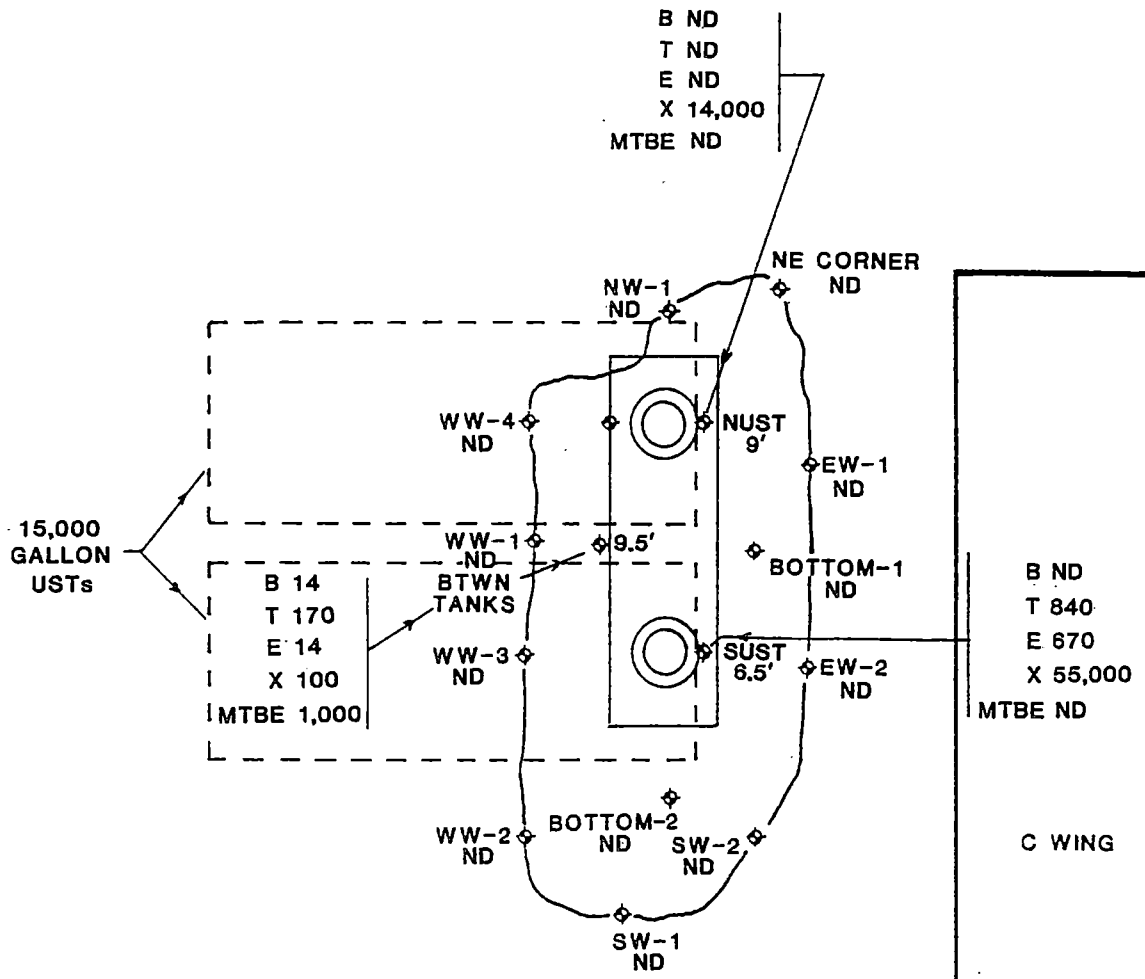 B ND
T ND
E ND
X 14,000
MTBE ND
NE CORNER
ND
NW-1
ND
WW-4
ND
NUST
9'
EW-1
ND
15,000
GALLON
USTs
WW-1
ND
9.5'
BTWN
TANKS
BOTTOM-1
ND
B 14
T 170
E 14
X 100
MTBE 1,000
B ND
T 840
E 670
X 55,000
MTBE ND
WW-3
ND
SUST
6.5'
EW-2
ND
WW-2
ND
BOTTOM-2
ND
SW-2
ND
C WING
SW-1
ND